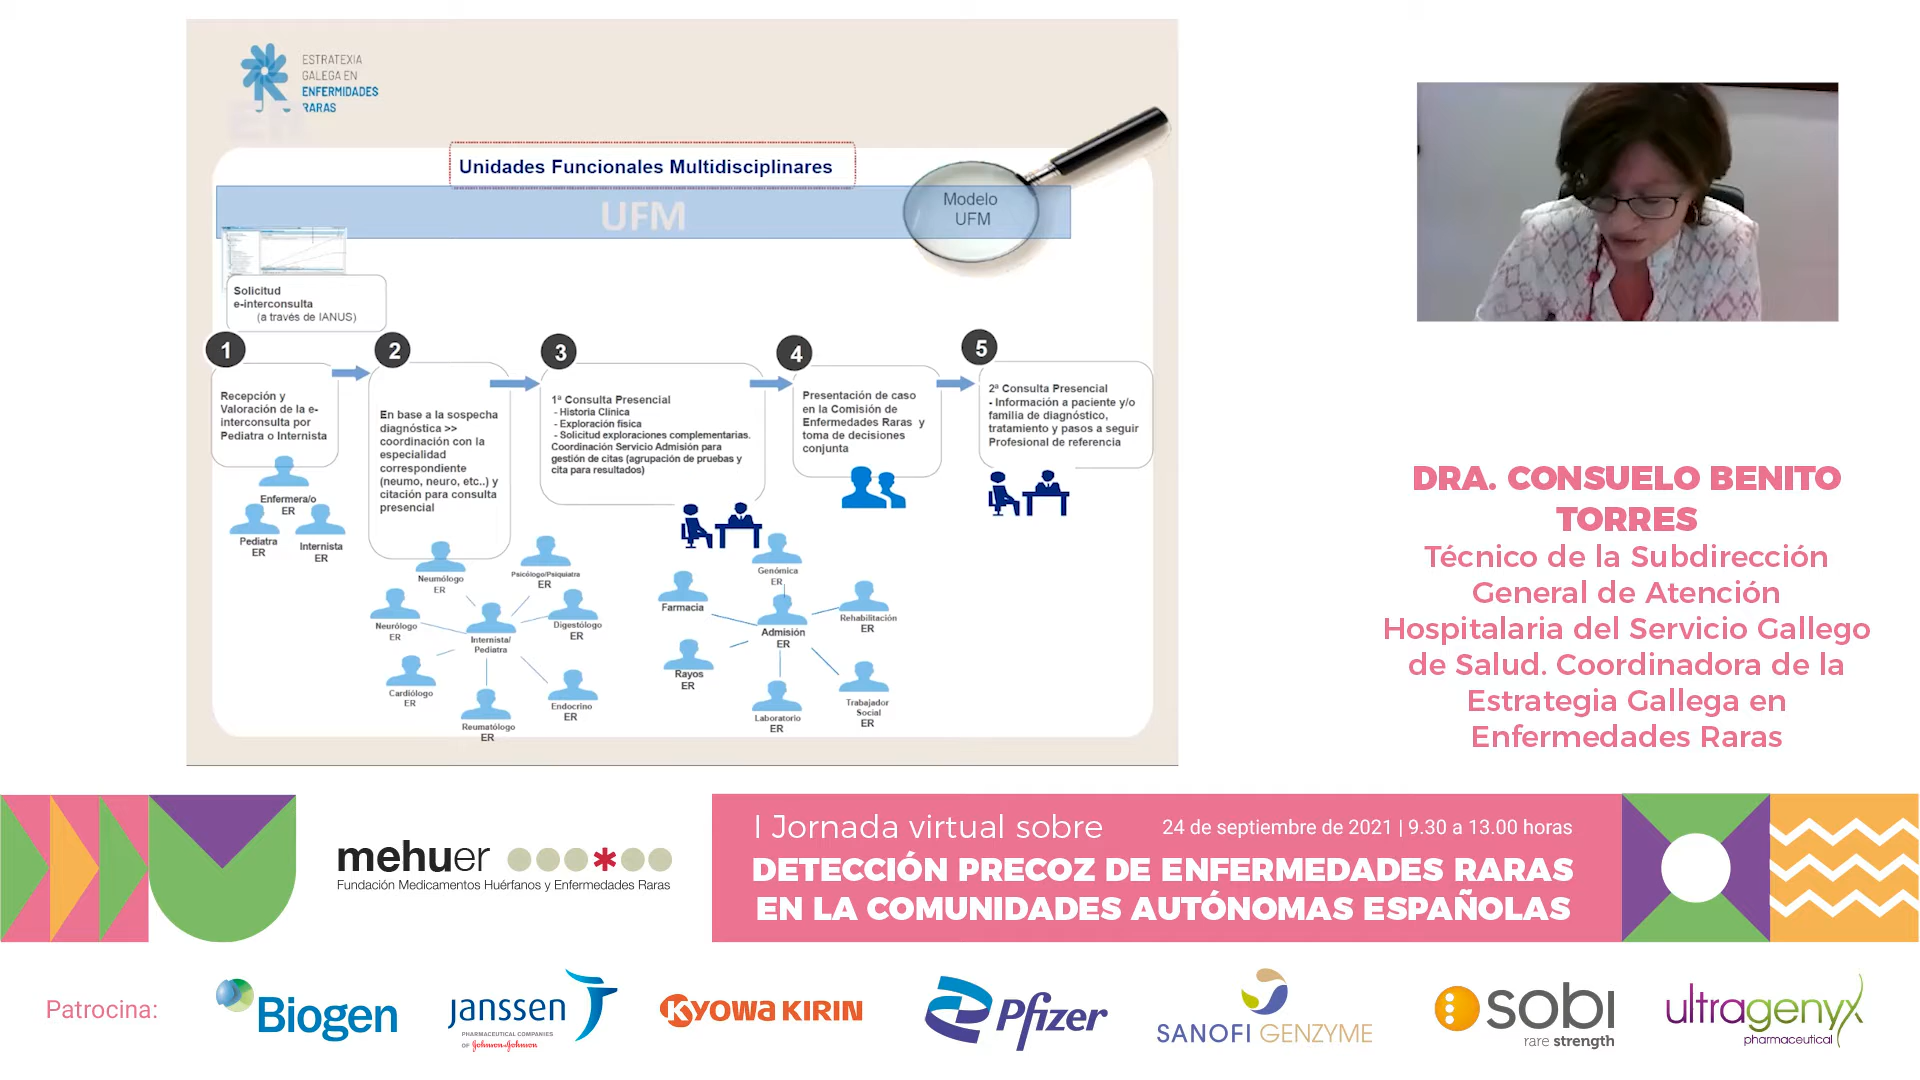 ESTRATEXIA
GALEGA EN
ENFERMIDADES
RARAS
Unidades Funcionales Multidisciplinares
UFM
Modelo
UFM
Solicitud
e-interconsulta
(a través de IANUS)
1
Recepción y
Valoración de la e-
interconsulta por
Pediatra o Internista
Enfermera/o
ER
Pediatra
ER
Internista
ER
2
En base a la sospecha
diagnóstica >>
coordinación con la
especialidad
correspondiente
(neumo, neuro, etc..) y
citación para consulta
presencial
Neumólogo
ER
Psicólogo/Psiquiatra
ER
Neurólogo
ER
Internista/
Pediatra
Digestólogo
ER
Cardiólogo
ER
Reumatólogo
ER
Endocrino
ER
3
1ª Consulta Presencial
- Historia Clínica
- Exploración física
- Solicitud exploraciones complementarias.
Coordinación Servicio Admisión para
gestión de citas (agrupación de pruebas y
cita para resultados)
Genómica
ER
Farmacia
Admisión
ER
Rehabilitación
ER
Rayos
ER
Laboratorio
ER
Trabajador
Social
ER
4
Presentación de caso
en la Comisión de
Enfermedades Raras y
toma de decisiones
conjunta
5
2ª Consulta Presencial
- Información a paciente y/o
familia de diagnóstico,
tratamiento y pasos a seguir
Profesional de referencia
DRA. CONSUELO BENITO
TORRES
Técnico de la Subdirección
General de Atención
Hospitalaria del Servicio Gallego
de Salud. Coordinadora de la
Estrategia Gallega en
Enfermedades Raras
mehuer
Fundación Medicamentos Huérfanos y Enfermedades Raras
I Jornada virtual sobre
24 de septiembre de 2021 | 9.30 a 13.00 horas
DETECCIÓN PRECOZ DE ENFERMEDADES RARAS
EN LA COMUNIDADES AUTÓNOMAS ESPAÑOLAS
Patrocina:
Biogen
janssen
PHARMACEUTICAL COMPANIES
OF Johnson & Johnson
KYOWA KIRIN
Pfizer
SANOFI GENZYME
sobi
rare strength
ultragenyx
pharmaceutical